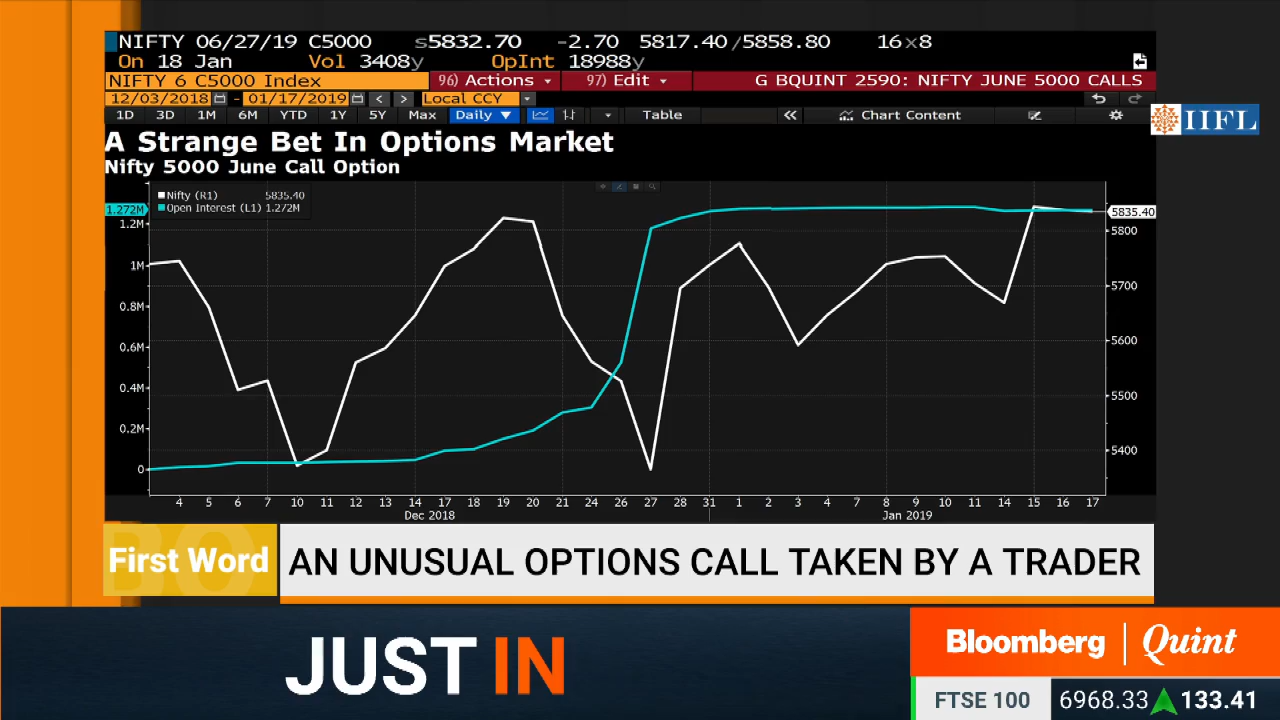 NIFTY 06/27/19 C5000 s5832.70 -2.70 5817.40/5858.80 16x8
On 18 Jan Vol 3408y OpInt 18988y
NIFTY 6 C5000 Index 96) Actions 97) Edit G BQUINT 2590: NIFTY JUNE 5000 CALLS
12/03/2018 - 01/17/2019 < > Local CCY
1D 3D 1M 6M YTD 1Y 5Y Max Daily ▼ Table « Chart Content
IIFL
A Strange Bet In Options Market
Nifty 5000 June Call Option
Nifty (R1) 5835.40
Open Interest (L1) 1.272M
1.272M
1.2M
1M
0.8M
0.6M
0.4M
0.2M
0
5835.40
5800
5700
5600
5500
5400
4 5 6 7 10 11 12 13 14 17 18 19 20 21 24 26 27 28 31 1 2 3 4 7 8 9 10 11 14 15 16 17
Dec 2018 Jan 2019
First Word AN UNUSUAL OPTIONS CALL TAKEN BY A TRADER
JUST IN
Bloomberg | Quint
FTSE 100 6968.33 133.41